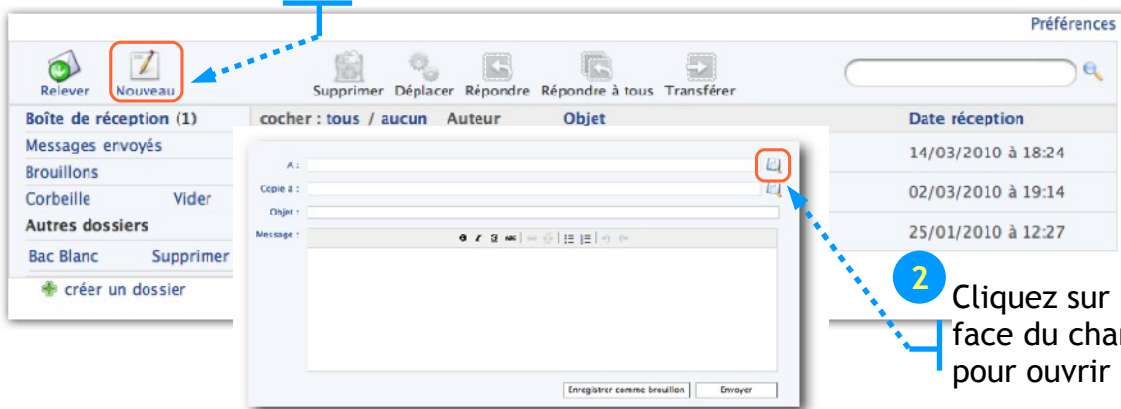 Préférences
Relever Nouveau Supprimer Déplacer Répondre Répondre à tous Transférer
Boîte de réception (1) cocher : tous / aucun Auteur Objet Date réception
Messages envoyés
14/03/2010 à 18:24
Brouillons
Corbeille Vider
02/03/2010 à 19:14
Autres dossiers
25/01/2010 à 12:27
Bac Blanc Supprimer
créer un dossier
A :
Copie à :
Objet :
Message :
G I S ABC
Enregistrer comme brouillon Envoyer
2
Cliquez sur
face du
pour ouvrir